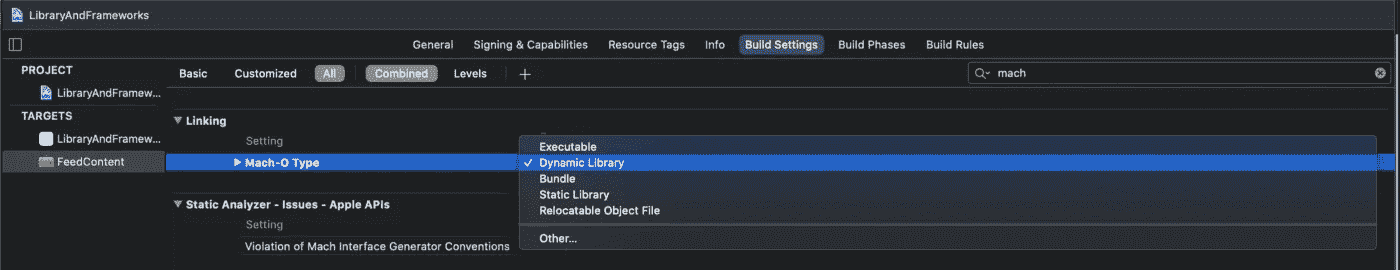 LibraryAndFrameworks
General Signing & Capabilities Resource Tags Info Build Settings Build Phases Build Rules
PROJECT
LibraryAndFramew...
TARGETS
LibraryAndFramew...
FeedContent
Basic Customized All Combined Levels + mach
Linking
Setting
Mach-O Type
Executable
✓ Dynamic Library
Bundle
Static Library
Relocatable Object File
Other...
Static Analyzer - Issues - Apple APIs
Setting
Violation of Mach Interface Generator Conventions